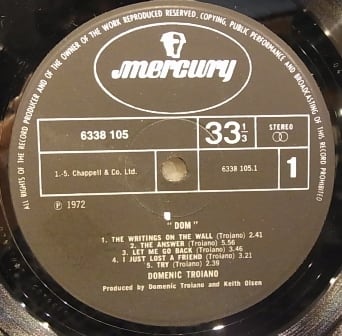 ALL RIGHTS OF THE RECORD PRODUCER AND OF THE OWNER OF THE WORK REPRODUCED RESERVED. COPYING, PUBLIC PERFORMANCE AND BROADCASTING OF THIS RECORD PROHIBITED
mercury
6338 105
33 1/3
STEREO
1.-5. Chappell & Co. Ltd.
6338 105.1
1
Ⓟ 1972
"DOM"
1. THE WRITINGS ON THE WALL (Troiano) 2.41
2. THE ANSWER (Troiano) 5.56
3. LET ME GO BACK (Troiano) 3.46
4. I JUST LOST A FRIEND (Troiano) 3.21
5. TRY (Troiano) 2.39
DOMENIC TROIANO
Produced by Domenic Troiano and Keith Olsen